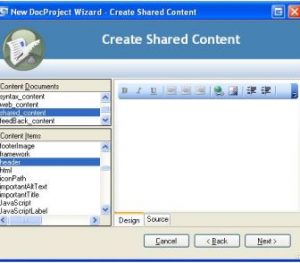 New DocProject Wizard - Create Shared Content
Create Shared Content
Content Documents
syntax_content
web_content
shared_content
feedBack_content
Content Items
footerImage
framework
header
html
iconPath
importantAltText
importantTitle
JavaScript
JavaScriptLabel
B I U
Design Source
Cancel < Back Next >